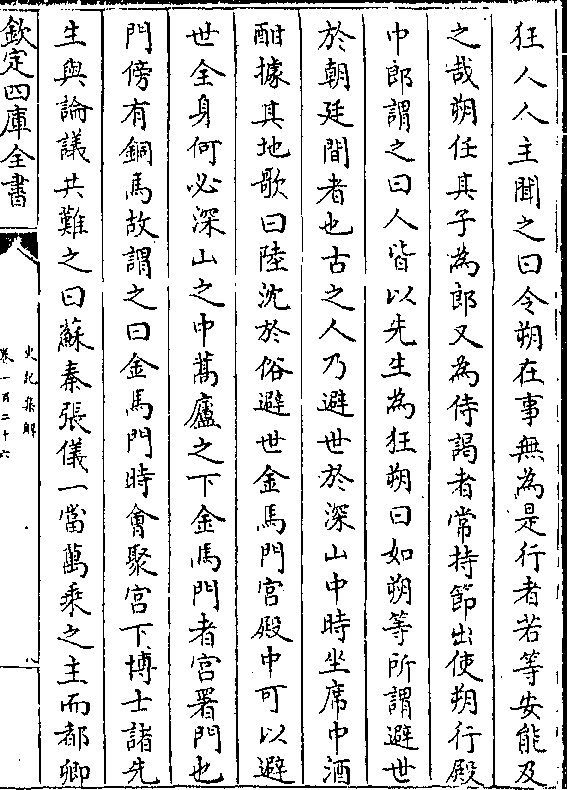 狂人人主聞之曰令朔在事無為是行者若等安能及
之哉朔任其子為郎又為侍謁者常持節出使朔行殿
中郎謂之曰人皆以先生為狂朔曰如朔等所謂避世
於朝廷間者也古之人乃避世於深山中時坐席中酒
酣據其地歌曰陸沈於俗避世金馬門宫殿中可以避
世全身何必深山之中蒿廬之下金馬門者宫署門也
門傍有銅馬故謂之曰金馬門時會聚宫下博士諸先
生與論議共難之曰蘇秦張儀一當萬乘之主而都卿
欽定四庫全書
史記集解
卷一百二十六
八